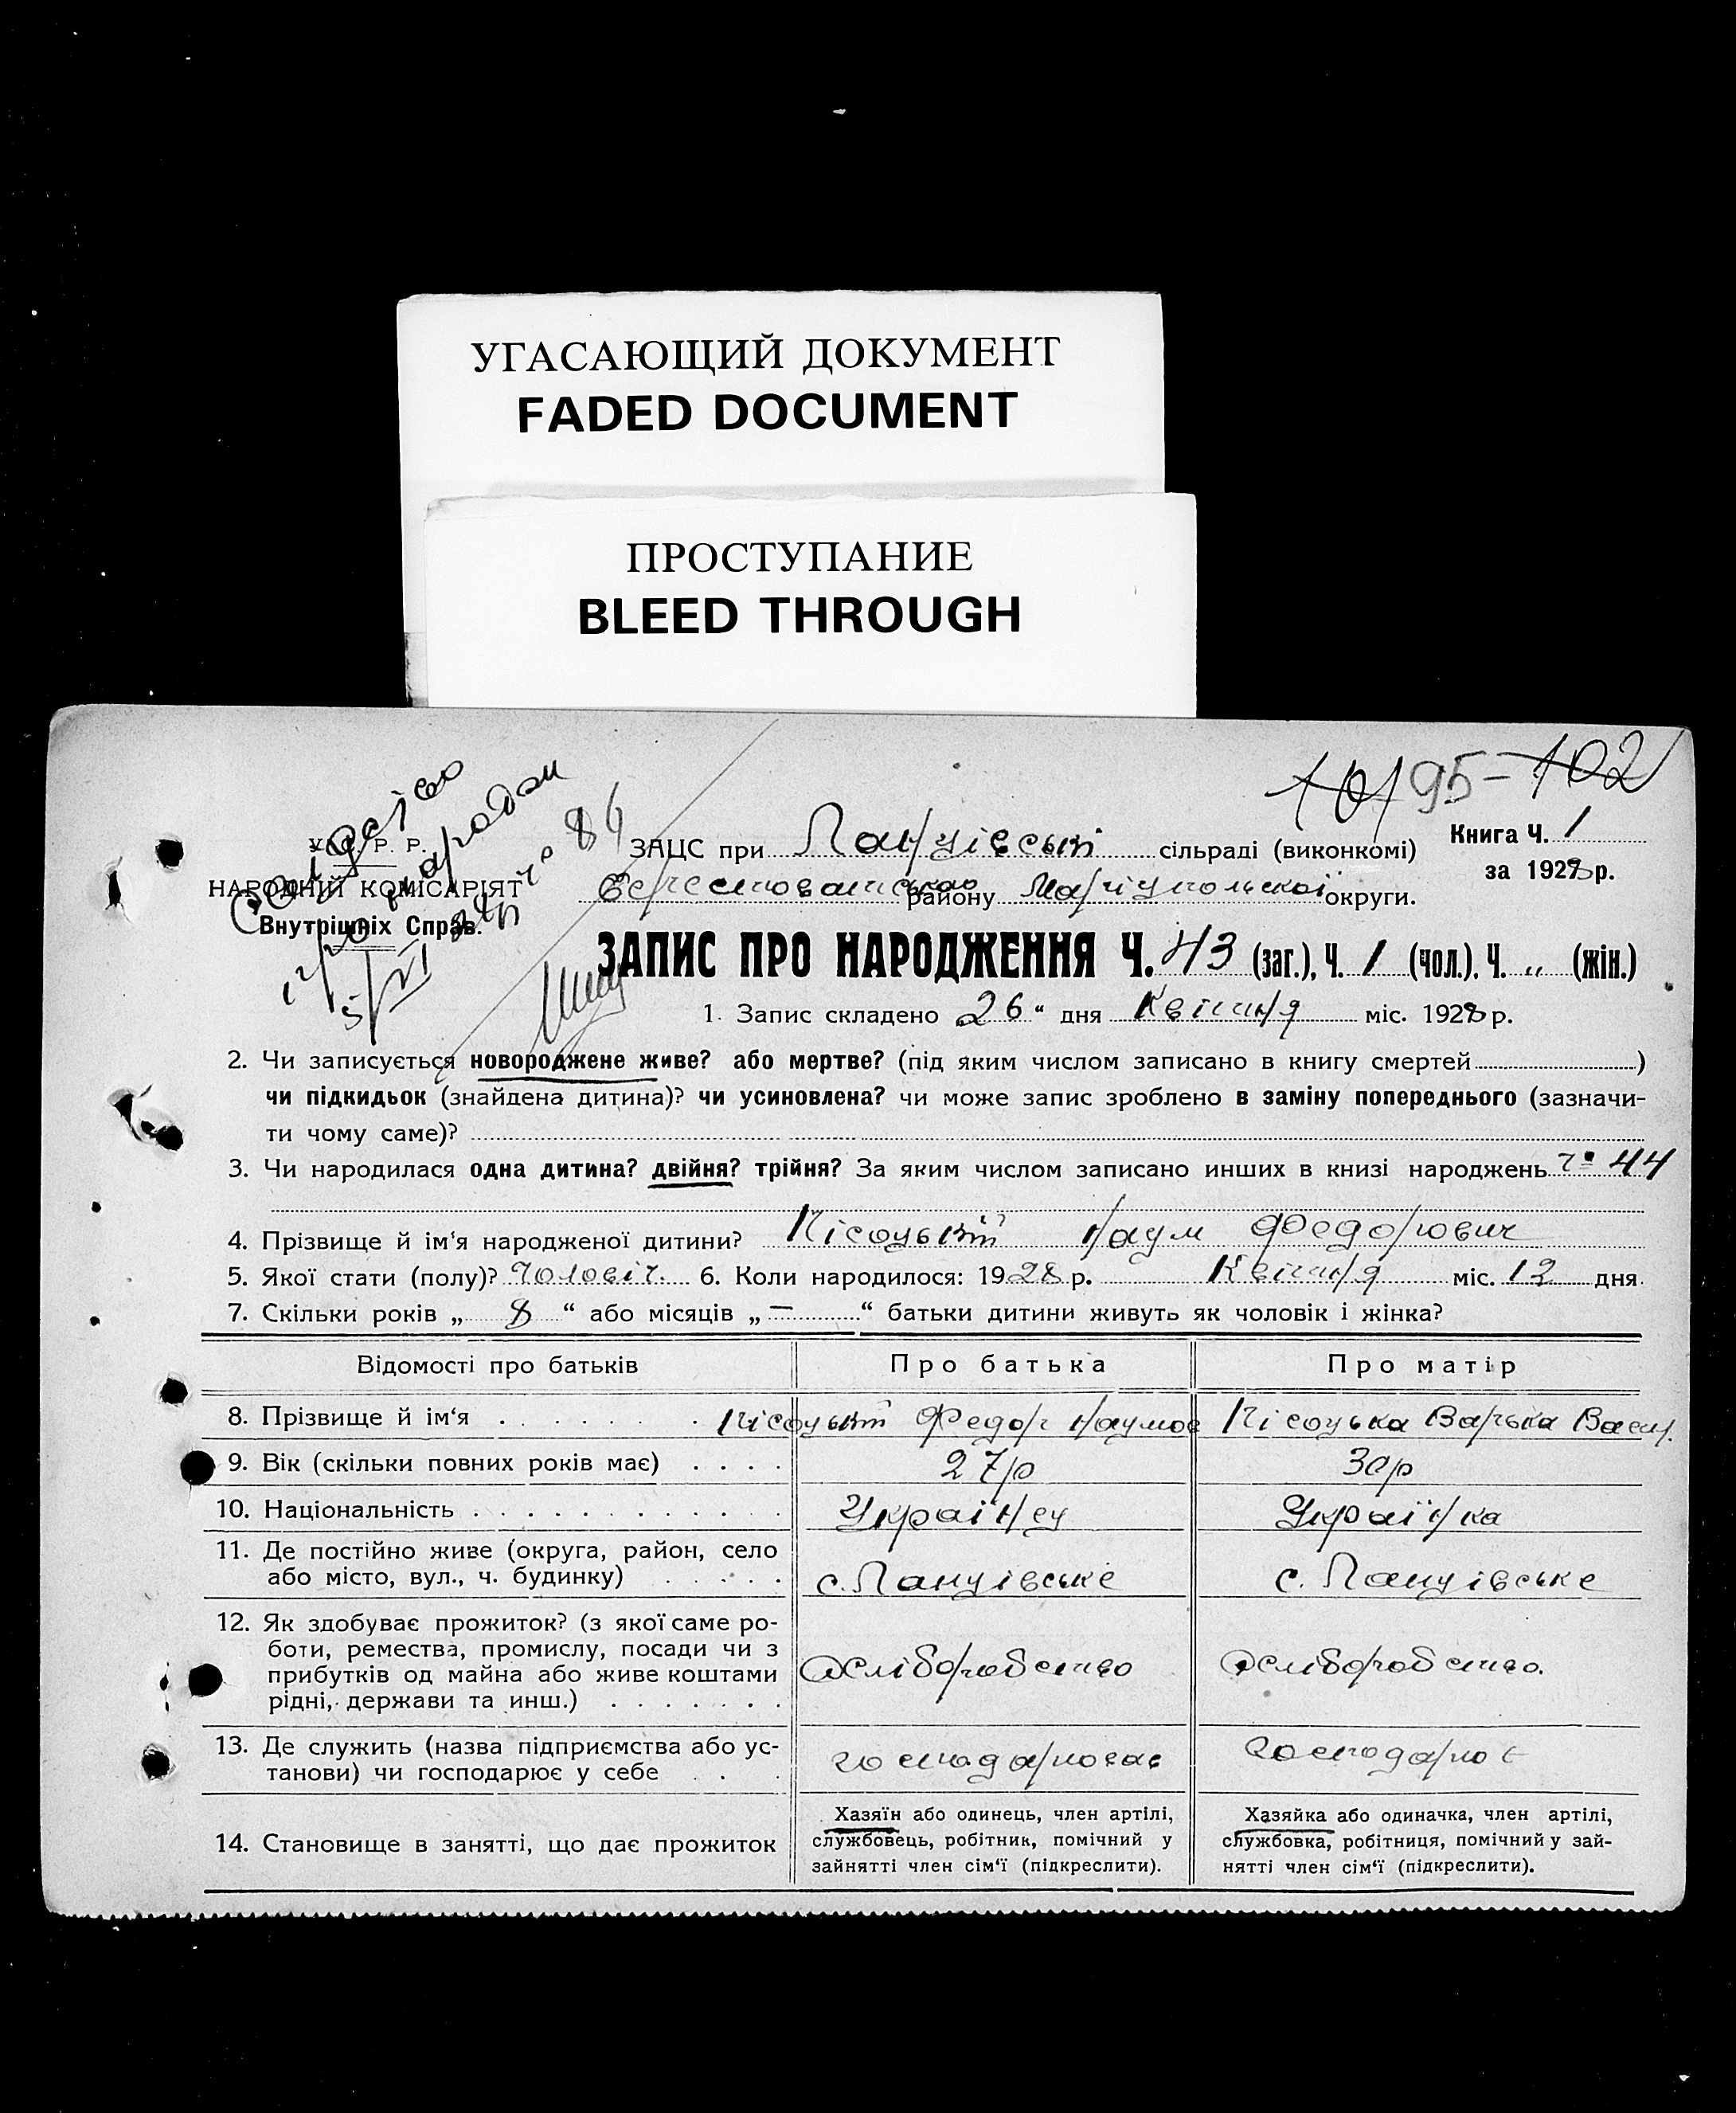 УГАСАЮЩИЙ ДОКУМЕНТ
FADED DOCUMENT
ПРОСТУПАНИЕ
BLEED THROUGH
101 95-102
У. С. Р. Р.
НАРОДНІЙ КОМІСАРІЯТ
Внутрішніх Справ.
ЗАЦС при сільраді (виконкомі)
Книга Ч. 1
за 1928 р.
району Маріупольської округи.
ЗАПИС ПРО НАРОДЖЕННЯ Ч. 43 (заг.), Ч. 1 (чол.), Ч. „ (жін.)
1. Запис складено „26“ дня Квітня міс. 1928 р.
2. Чи записується новороджене живе? або мертве? (під яким числом записано в книгу смертей )
чи підкидьок (знайдена дитина)? чи усиновлена? чи може запис зроблено в заміну попереднього (зазначи-
ти чому саме)?
3. Чи народилася одна дитина? двійня? трійня? За яким числом записано инших в книзі народжень 44
4. Прізвище й ім'я народженої дитини? Наум Федорович
5. Якої стати (полу)? Чоловіч. 6. Коли народилося: 1928 р. Квітня міс. 12 дня.
7. Скільки років „ 8 “ або місяців „ — “ батьки дитини живуть як чоловік і жінка?
Відомості про батьків Про батька Про матір
8. Прізвище й ім'я Федор Наумов Варька Васил.
9. Вік (скільки повних років має) 27р 30р
10. Національність Українец Українка
11. Де постійно живе (округа, район, село
або місто, вул., ч. будинку) с. Ланцівське с. Ланцівське
12. Як здобуває прожиток? (з якої саме ро-
боти, ремества, промислу, посади чи з
прибутків од майна або живе коштами
рідні, держави та инш.) Хліборобство Хліборобство.
13. Де служить (назва підприємства або ус-
танови) чи господарює у себе господарює
14. Становище в занятті, що дає прожиток
Хазяїн або одинець, член артілі,
службовець, робітник, помічний у
зайнятті член сім'ї (підкреслити).
Хазяйка або одиначка, член артілі,
службовка, робітниця, помічний у зай-
нятті член сім'ї (підкреслити).